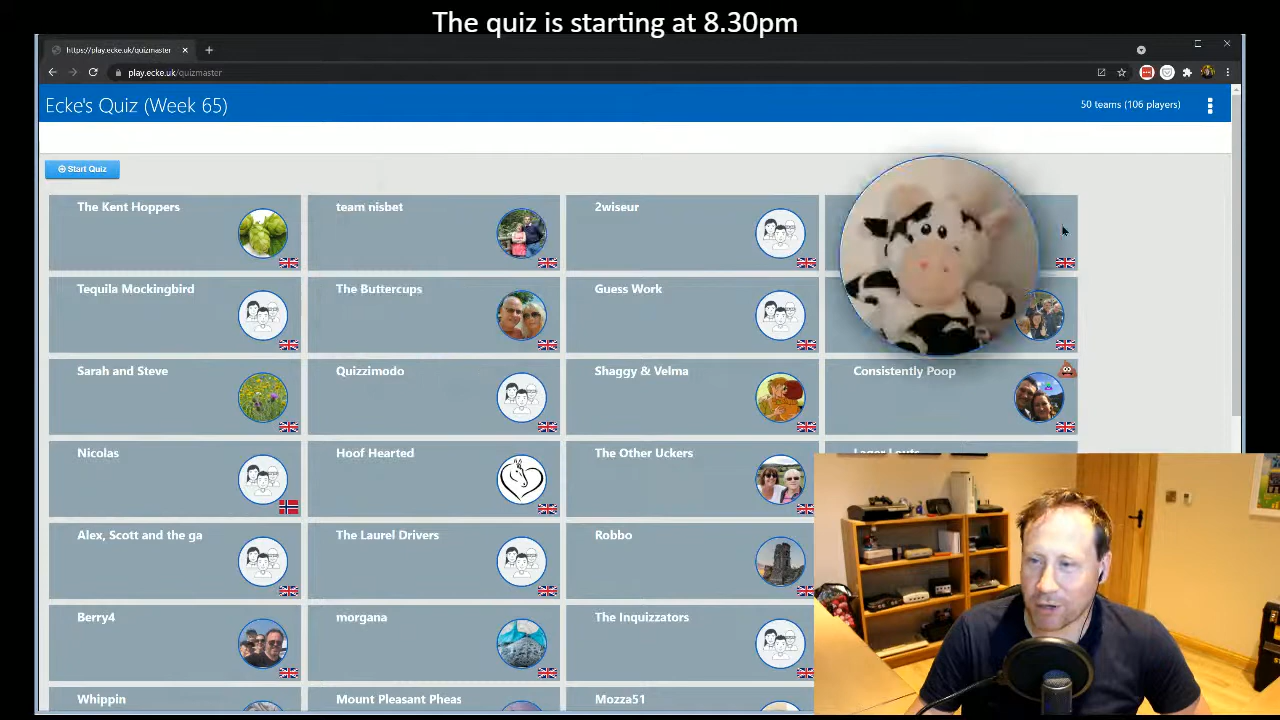 The quiz is starting at 8.30pm
https://play.ecke.uk/quizmaster
play.ecke.uk/quizmaster
Ecke's Quiz (Week 65)
50 teams (106 players)
Start Quiz
The Kent Hoppers
team nisbet
2wiseur
Tequila Mockingbird
The Buttercups
Guess Work
Sarah and Steve
Quizzimodo
Shaggy & Velma
Consistently Poop
Nicolas
Hoof Hearted
The Other Uckers
Lager Louts
Alex, Scott and the ga
The Laurel Drivers
Robbo
Berry4
morgana
The Inquizzators
Whippin
Mount Pleasant Pheas
Mozza51